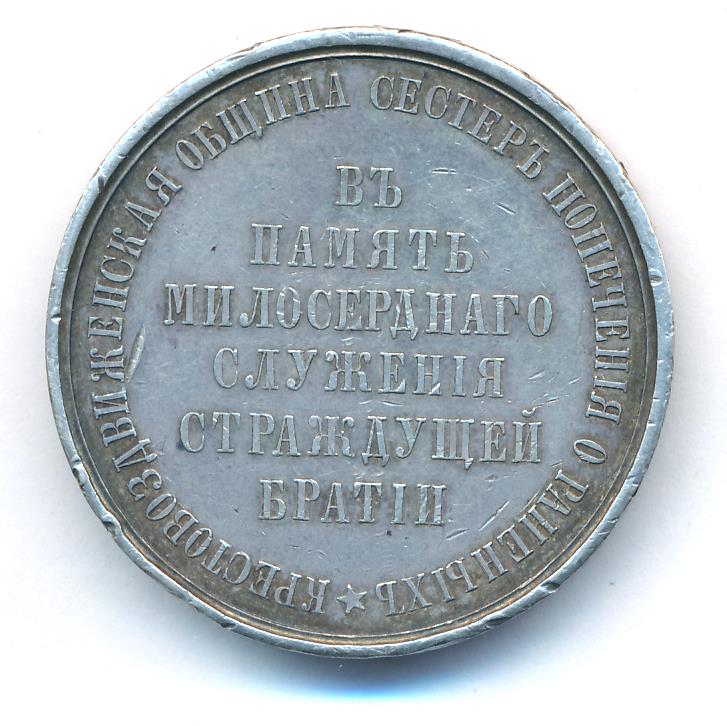 КРЕСТОВОЗДВИЖЕНСКАЯ ОБЩИНА СЕСТЕРЪ ПОПЕЧЕНІЯ О РАНЕНЫХЪ
ВЪ
ПАМЯТЬ
МИЛОСЕРДНАГО
СЛУЖЕНІЯ
СТРАЖДУЩЕЙ
БРАТІИ